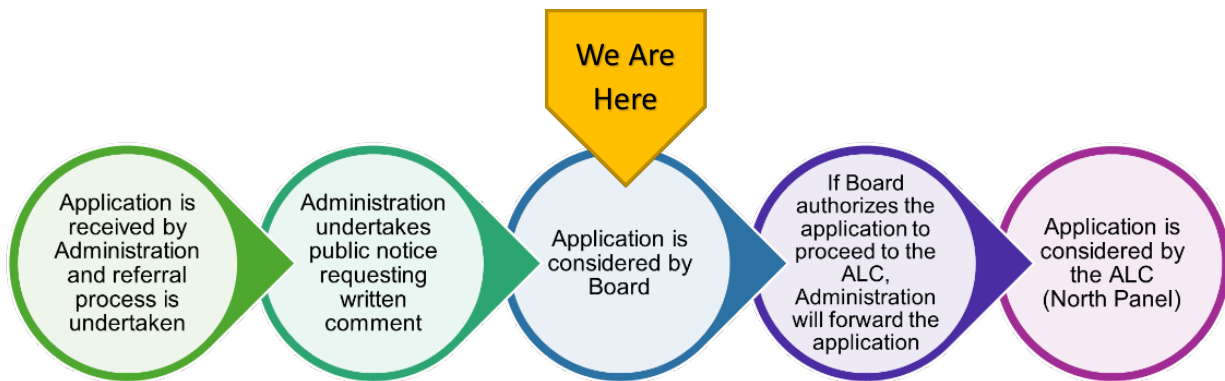 We Are
Here
Application is
received by
Administration
and referral
process is
undertaken
Administration
undertakes
public notice
requesting
written
comment
Application is
considered by
Board
If Board
authorizes the
application to
proceed to the
ALC,
Administration
will forward the
application
Application is
considered by
the ALC
(North Panel)